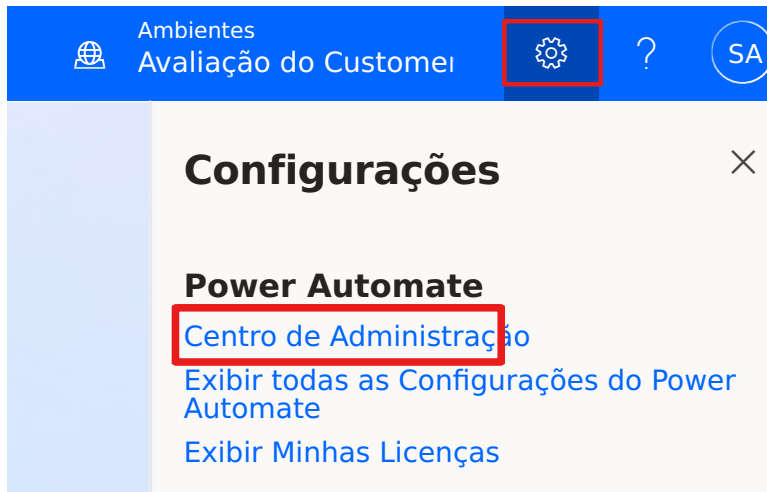 Ambientes
Avaliação do Customer
?
SA
Configurações
Power Automate
Centro de Administração
Exibir todas as Configurações do Power
Automate
Exibir Minhas Licenças